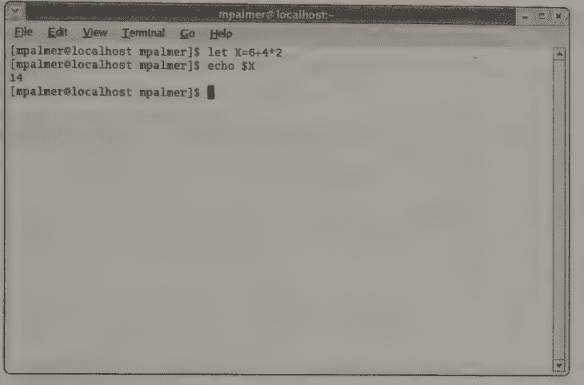 mpalmer@localhost:~
File Edit View Terminal Go Help
[mpalmer@localhost mpalmer]$ let X=6+4*2
[mpalmer@localhost mpalmer]$ echo $X
14
[mpalmer@localhost mpalmer]$